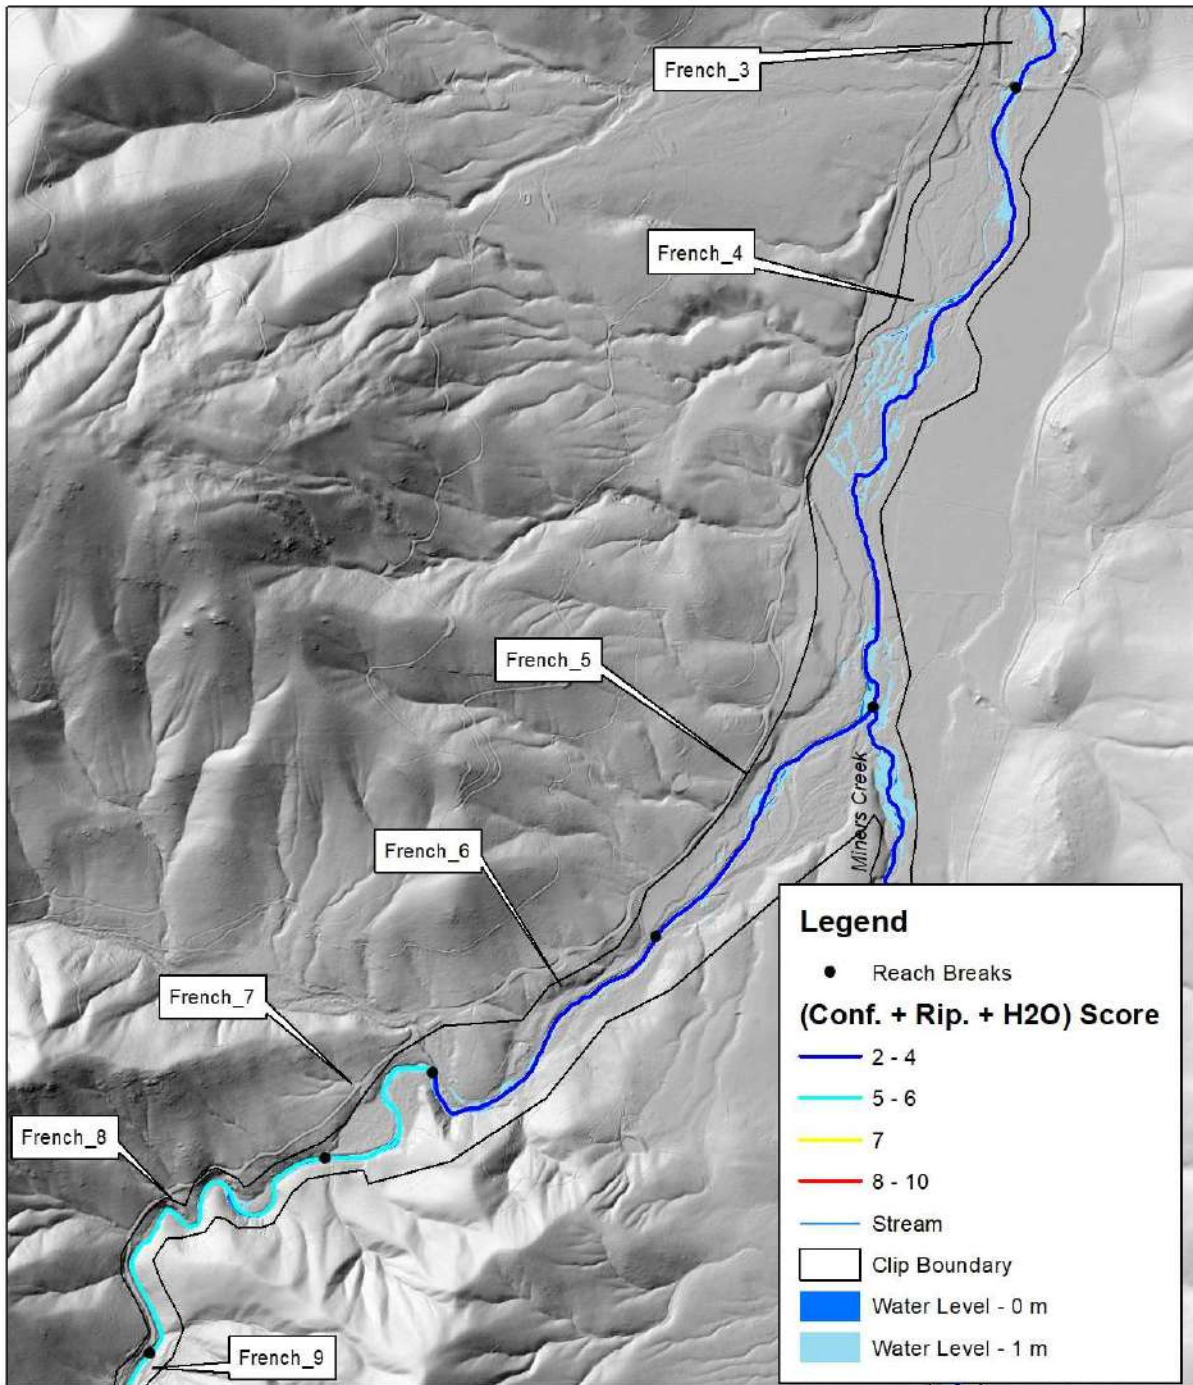 French_3
French_4
French_5
French_6
French_7
French_8
French_9
Miners Creek
Legend
Reach Breaks
(Conf. + Rip. + H2O) Score
2 - 4
5 - 6
7
8 - 10
Stream
Clip Boundary
Water Level - 0 m
Water Level - 1 m